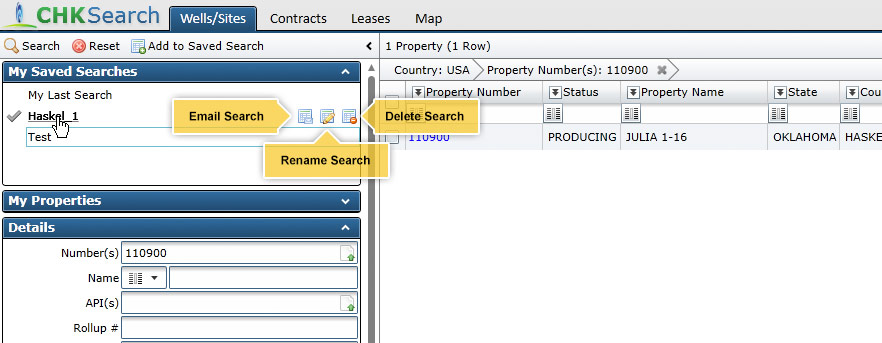 CHKSearch Wells/Sites Contracts Leases Map
Search Reset Add to Saved Search
1 Property (1 Row)
My Saved Searches
My Last Search
Haskel_1
Email Search
Delete Search
Test
Rename Search
My Properties
Details
Number(s) 110900
Name
API(s)
Rollup #
Country: USA Property Number(s): 110900
Property Number Status Property Name State Cou
110900 PRODUCING JULIA 1-16 OKLAHOMA HASKE